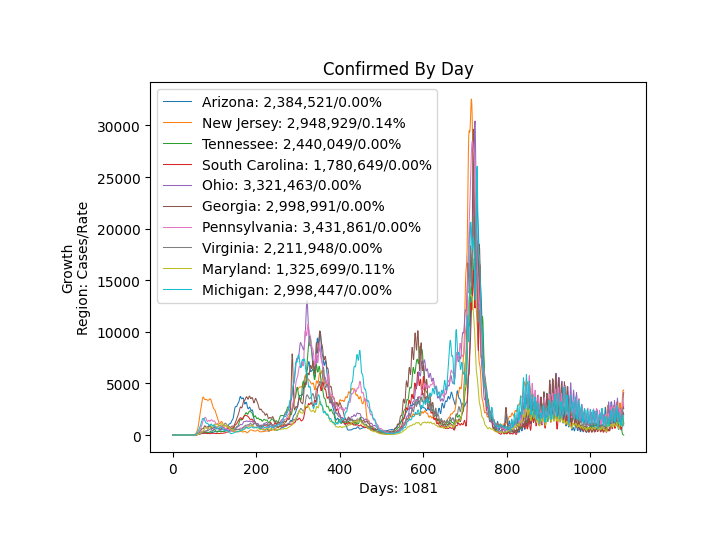 Confirmed By Day
Arizona: 2,384,521/0.00%
New Jersey: 2,948,929/0.14%
Tennessee: 2,440,049/0.00%
South Carolina: 1,780,649/0.00%
Ohio: 3,321,463/0.00%
Georgia: 2,998,991/0.00%
Pennsylvania: 3,431,861/0.00%
Virginia: 2,211,948/0.00%
Maryland: 1,325,699/0.11%
Michigan: 2,998,447/0.00%
Growth
Region: Cases/Rate
30000
25000
20000
15000
10000
5000
0
0 200 400 600 800 1000
Days: 1081